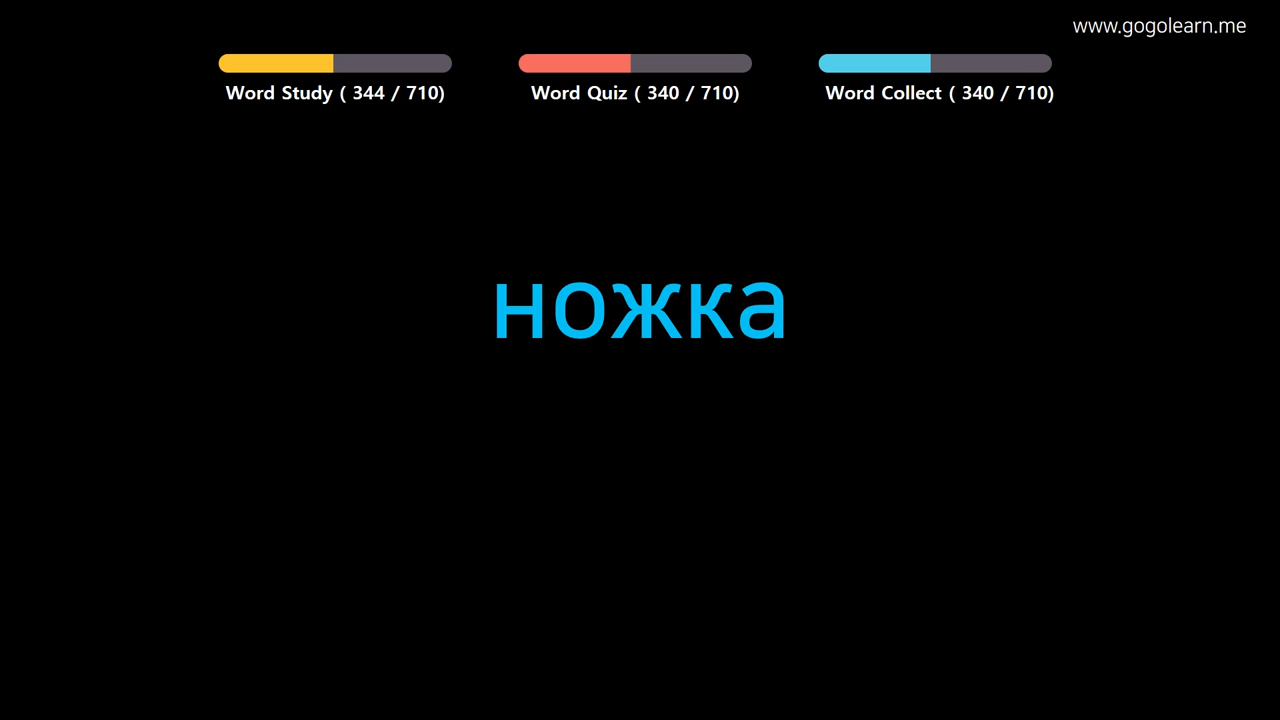 www.gogolearn.me
Word Study ( 344 / 710)
Word Quiz ( 340 / 710)
Word Collect ( 340 / 710)
ножка